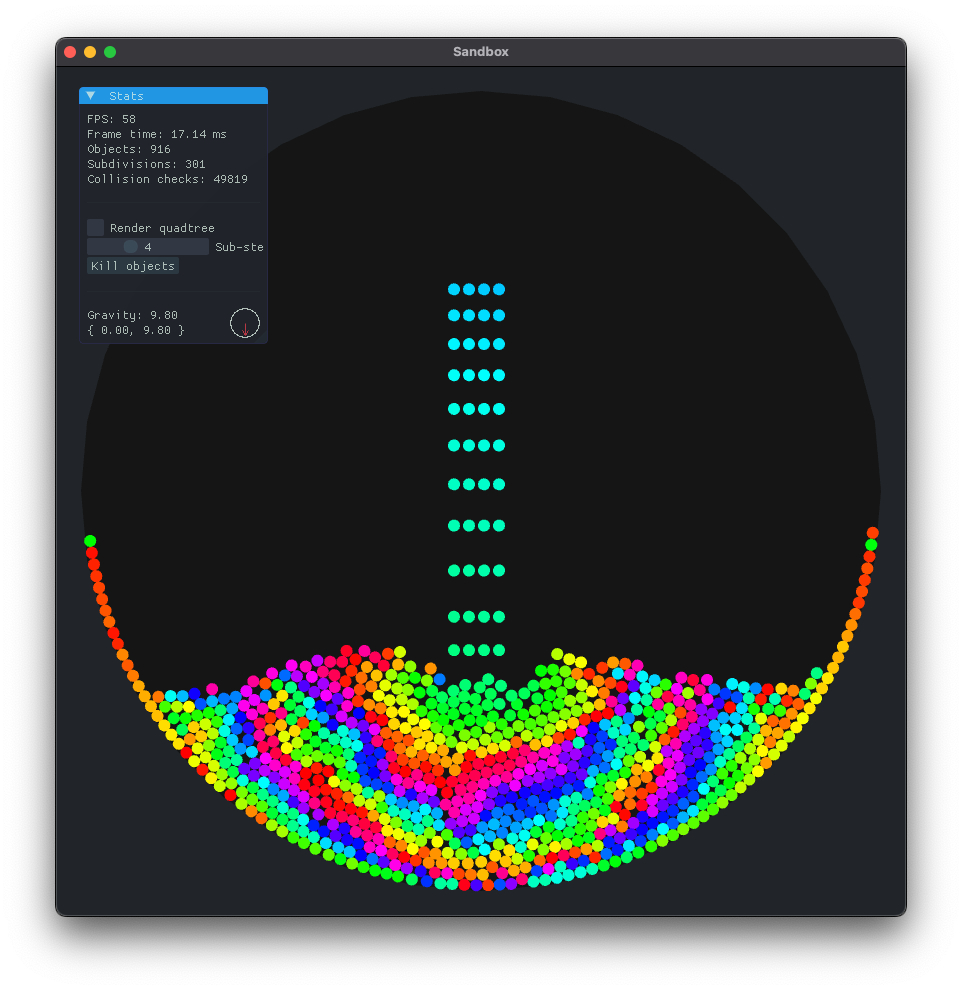 Sandbox
Stats
FPS: 58
Frame time: 17.14 ms
Objects: 916
Subdivisions: 301
Collision checks: 49819
Render quadtree
4 Sub-ste
Kill objects
Gravity: 9.80
{ 0.00, 9.80 }